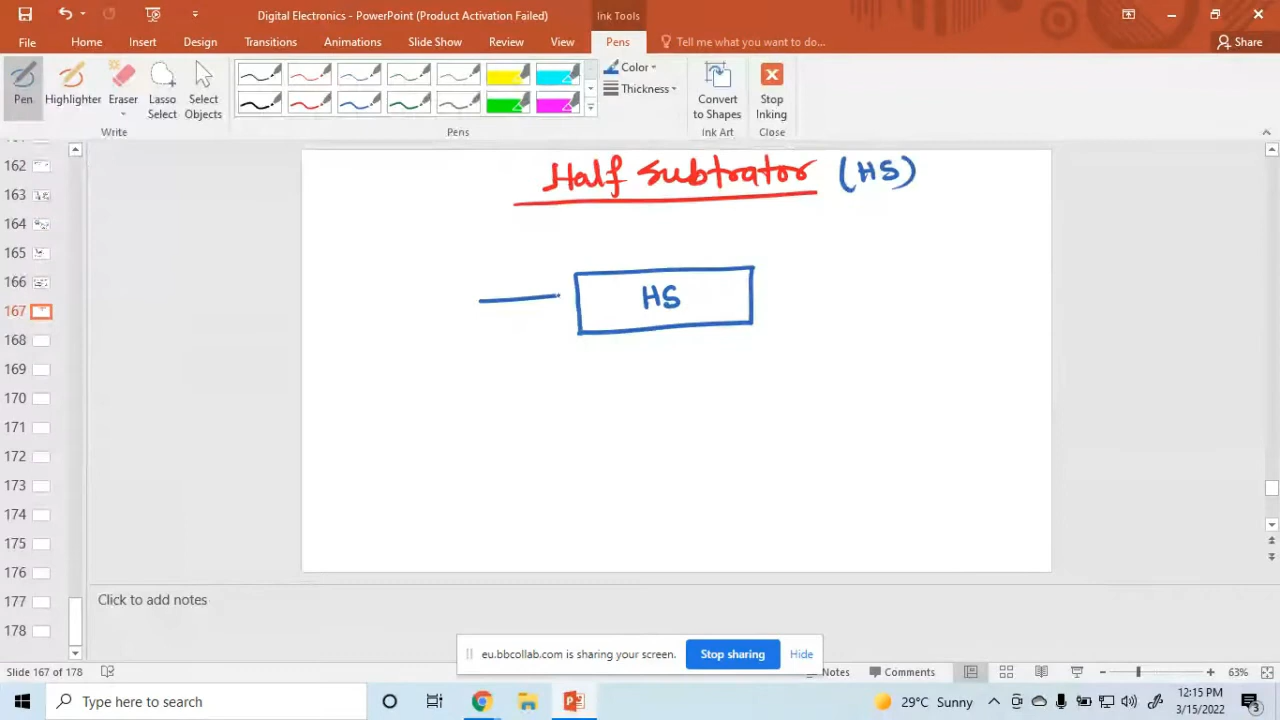 Digital Electronics - PowerPoint (Product Activation Failed)
Ink Tools
File Home Insert Design Transitions Animations Slide Show Review View Pens Tell me what you want to do... Share
Pen Highlighter Eraser Lasso Select Select Objects
Color
Thickness
Convert to Shapes
Stop Inking
Write Pens Ink Art Close
162
163
164
165
166
167
168
169
170
171
172
173
174
175
176
177
178
Half Subtrator (HS)
HS
Click to add notes
eu.bbcollab.com is sharing your screen. Stop sharing Hide
Slide 167 of 178 Notes Comments 63%
Type here to search
29°C Sunny
12:15 PM
3/15/2022
3